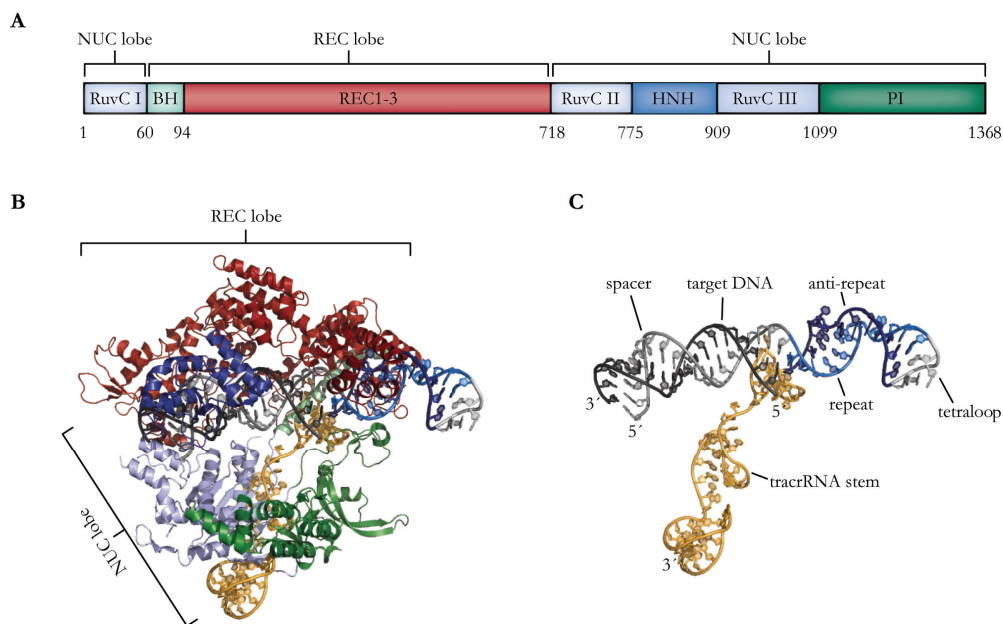 A
NUC lobe REC lobe NUC lobe
RuvC I BH REC1-3 RuvC II HNH RuvC III PI
1 60 94 718 775 909 1099 1368
B
REC lobe
NUC lobe
C
spacer target DNA anti-repeat
3´ 5´ 5´ repeat tetraloop
tracrRNA stem
3´